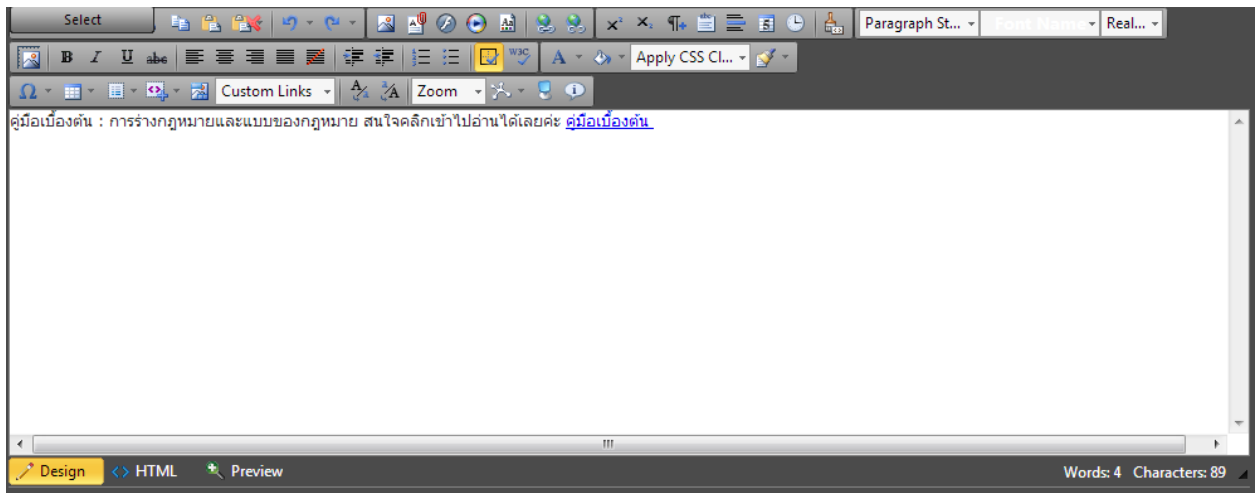 Select Paragraph St... Font Name Real...
B I U abc W3C A Apply CSS Cl...
Ω Custom Links Zoom
คู่มือเบื้องต้น : การร่างกฎหมายและแบบของกฎหมาย สนใจคลิกเข้าไปอ่านได้เลยค่ะ คู่มือเบื้องต้น
Design HTML Preview Words: 4 Characters: 89